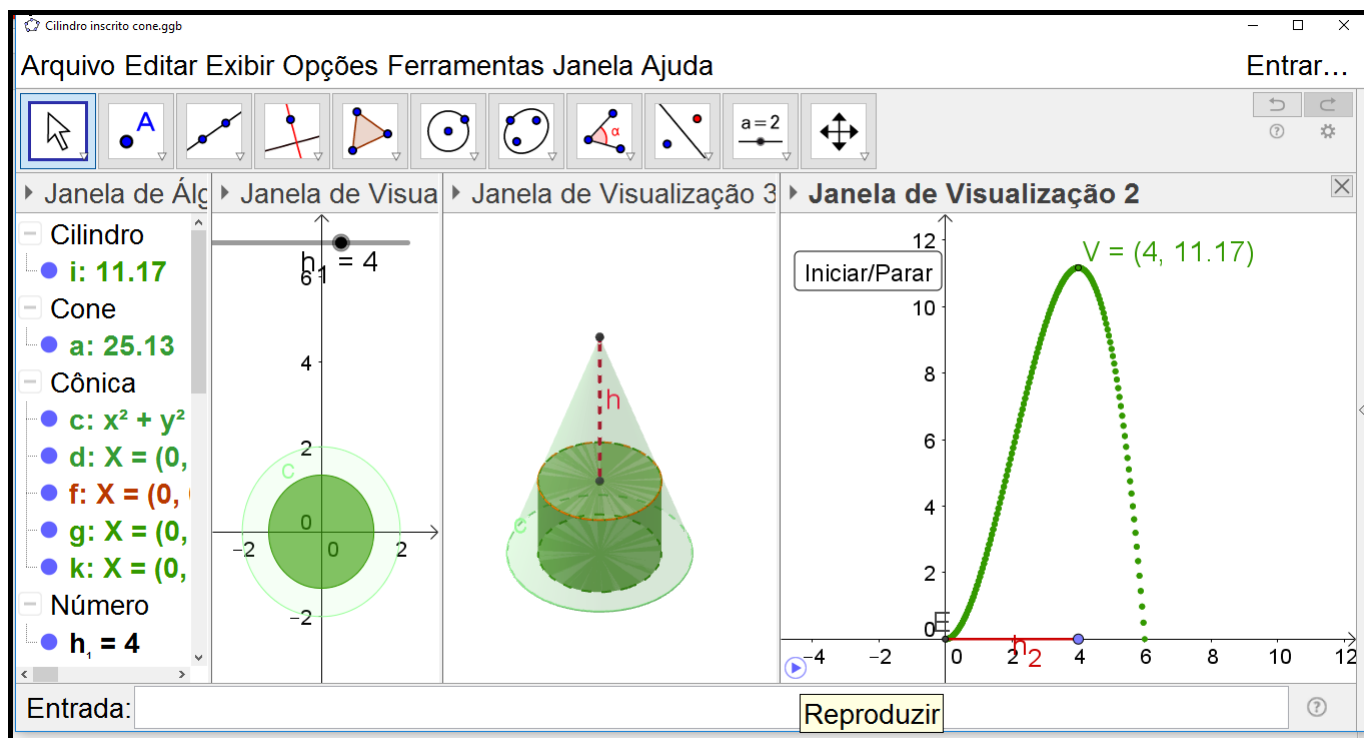 Cilindro inscrito cone.ggb
Arquivo Editar Exibir Opções Ferramentas Janela Ajuda
Entrar…
A
α
a=2
Janela de Álg
Janela de Visua
Janela de Visualização 3
Janela de Visualização 2
Cilindro
i: 11.17
Cone
a: 25.13
Cônica
c: x² + y²
d: X = (0,
f: X = (0,
g: X = (0,
k: X = (0,
Número
h₁ = 4
h₁ = 4
6
4
2
0
-2
-2
0
2
c
h
c
Iniciar/Parar
V = (4, 11.17)
12
10
8
6
4
2
0
E
h₂
-4
-2
0
2
4
6
8
10
12
Entrada:
Reproduzir